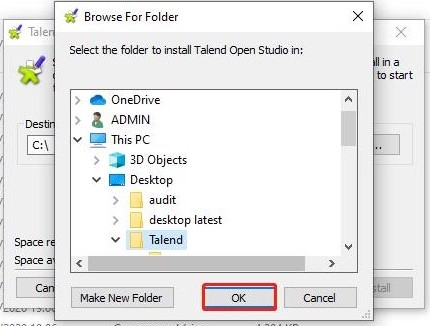 Talend
Browse For Folder
Select the folder to install Talend Open Studio in:
all in a
to start
OneDrive
ADMIN
This PC
3D Objects
Desktop
audit
desktop latest
Talend
Destin
C:\
...
Space re
Space av
Make New Folder
OK
Cancel
Can